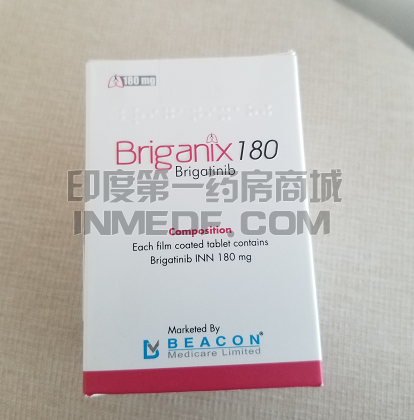 180 mg
Briganix 180
Brigatinib
印度第一药房商城
INMEDE.COM
Composition
Each film coated tablet contains
Brigatinib INN 180 mg
Marketed By
BEACON®
Medicare Limited